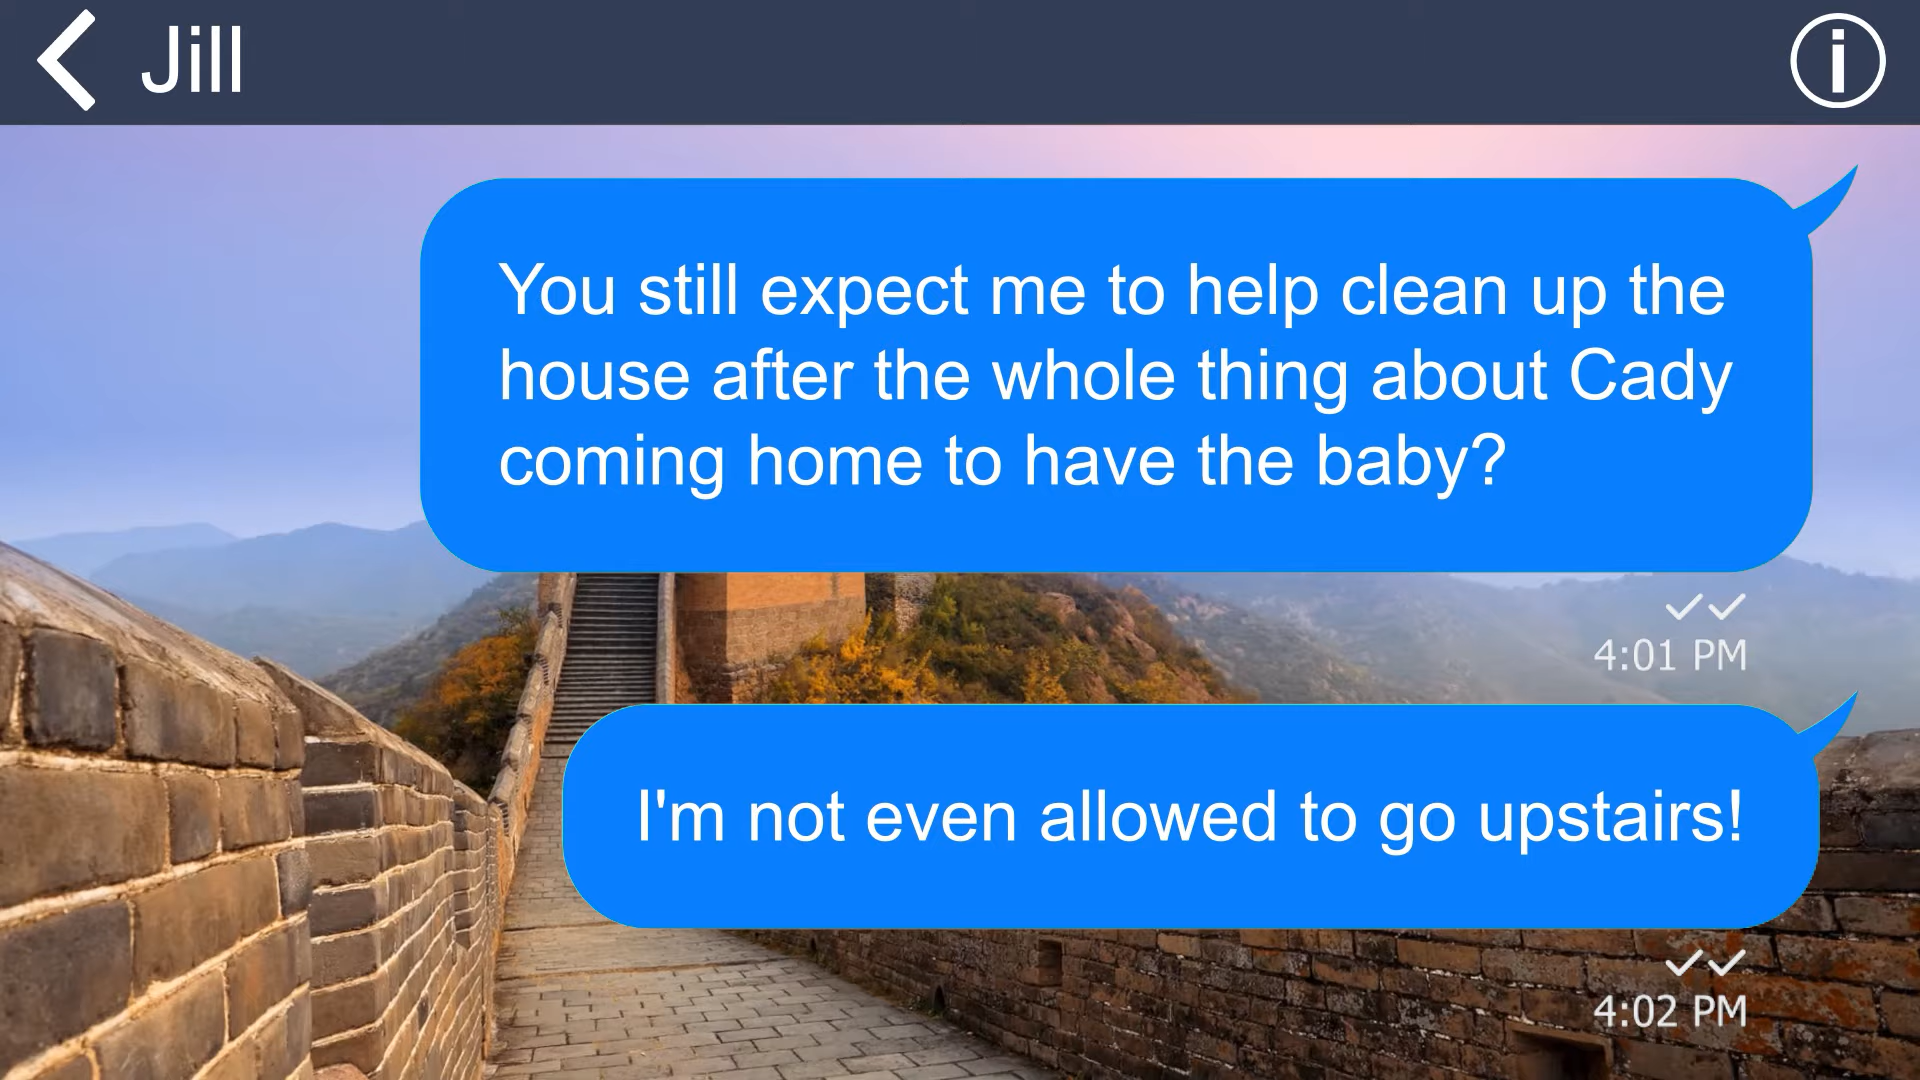 Jill
You still expect me to help clean up the
house after the whole thing about Cady
coming home to have the baby?
4:01 PM
I'm not even allowed to go upstairs!
4:02 PM